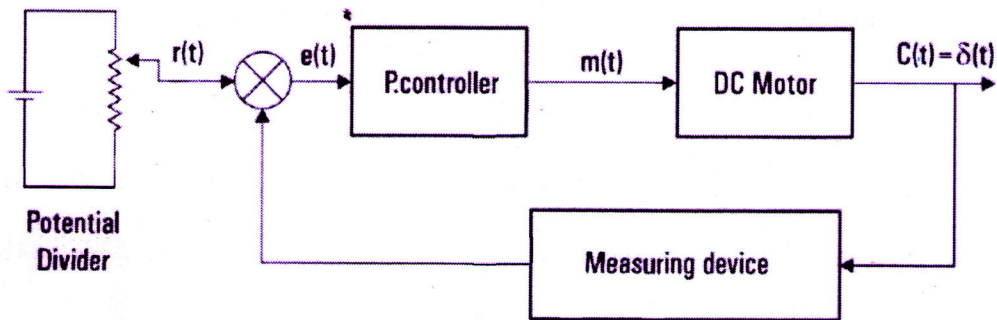 r(t)
e(t)
P.controller
m(t)
DC Motor
C(t) = δ(t)
Potential
Divider
Measuring device